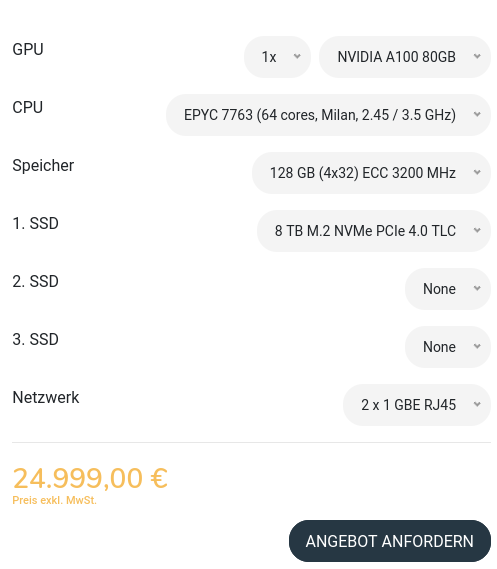 GPU 1x NVIDIA A100 80GB
CPU EPYC 7763 (64 cores, Milan, 2.45 / 3.5 GHz)
Speicher 128 GB (4x32) ECC 3200 MHz
1. SSD 8 TB M.2 NVMe PCIe 4.0 TLC
2. SSD None
3. SSD None
Netzwerk 2 x 1 GBE RJ45
24.999,00 €
Preis exkl. MwSt.
ANGEBOT ANFORDERN